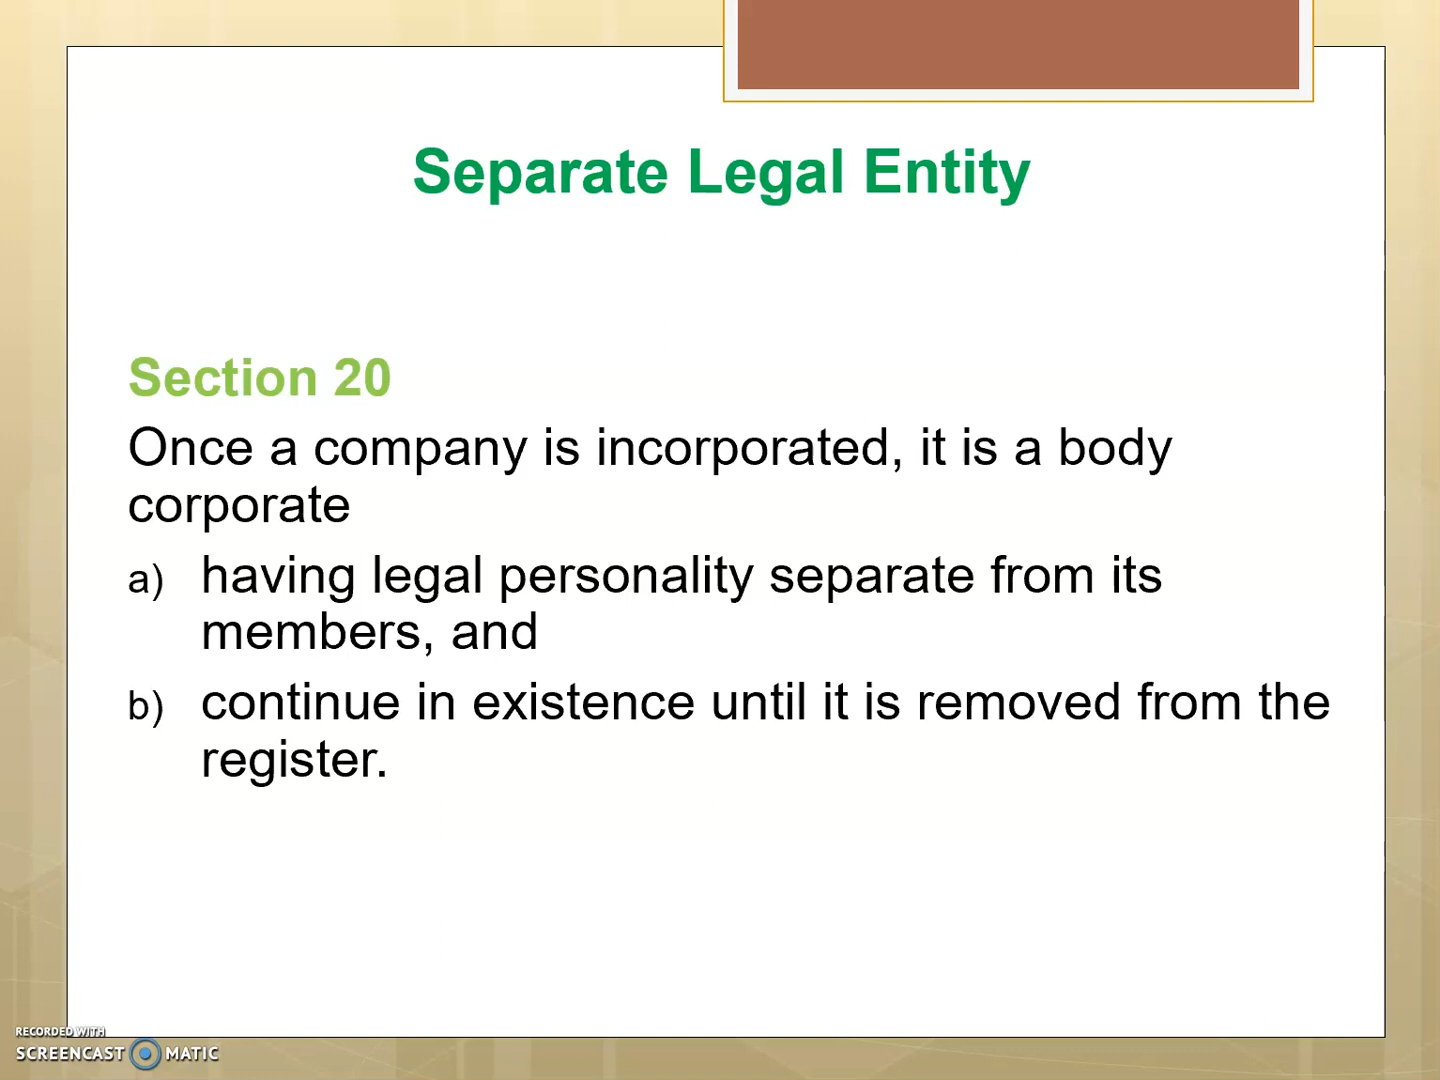 Separate Legal Entity
Section 20
Once a company is incorporated, it is a body
corporate
a) having legal personality separate from its
members, and
b) continue in existence until it is removed from the
register.
RECORDED WITH
SCREENCAST MATIC